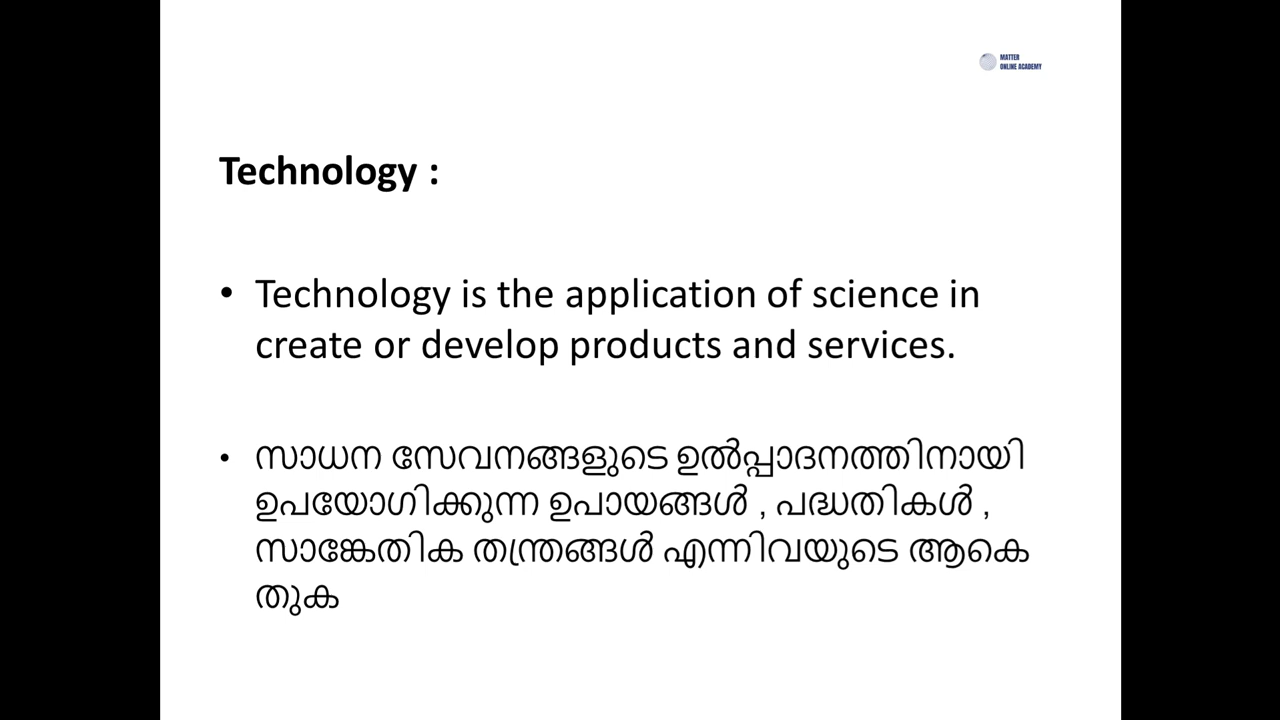 MATTER
ONLINE ACADEMY
Technology :
• Technology is the application of science in
create or develop products and services.
• സാധന സേവനങ്ങളുടെ ഉൽപ്പാദനത്തിനായി
ഉപയോഗിക്കുന്ന ഉപായങ്ങൾ , പദ്ധതികൾ ,
സാങ്കേതിക തന്ത്രങ്ങൾ എന്നിവയുടെ ആകെ
തുക